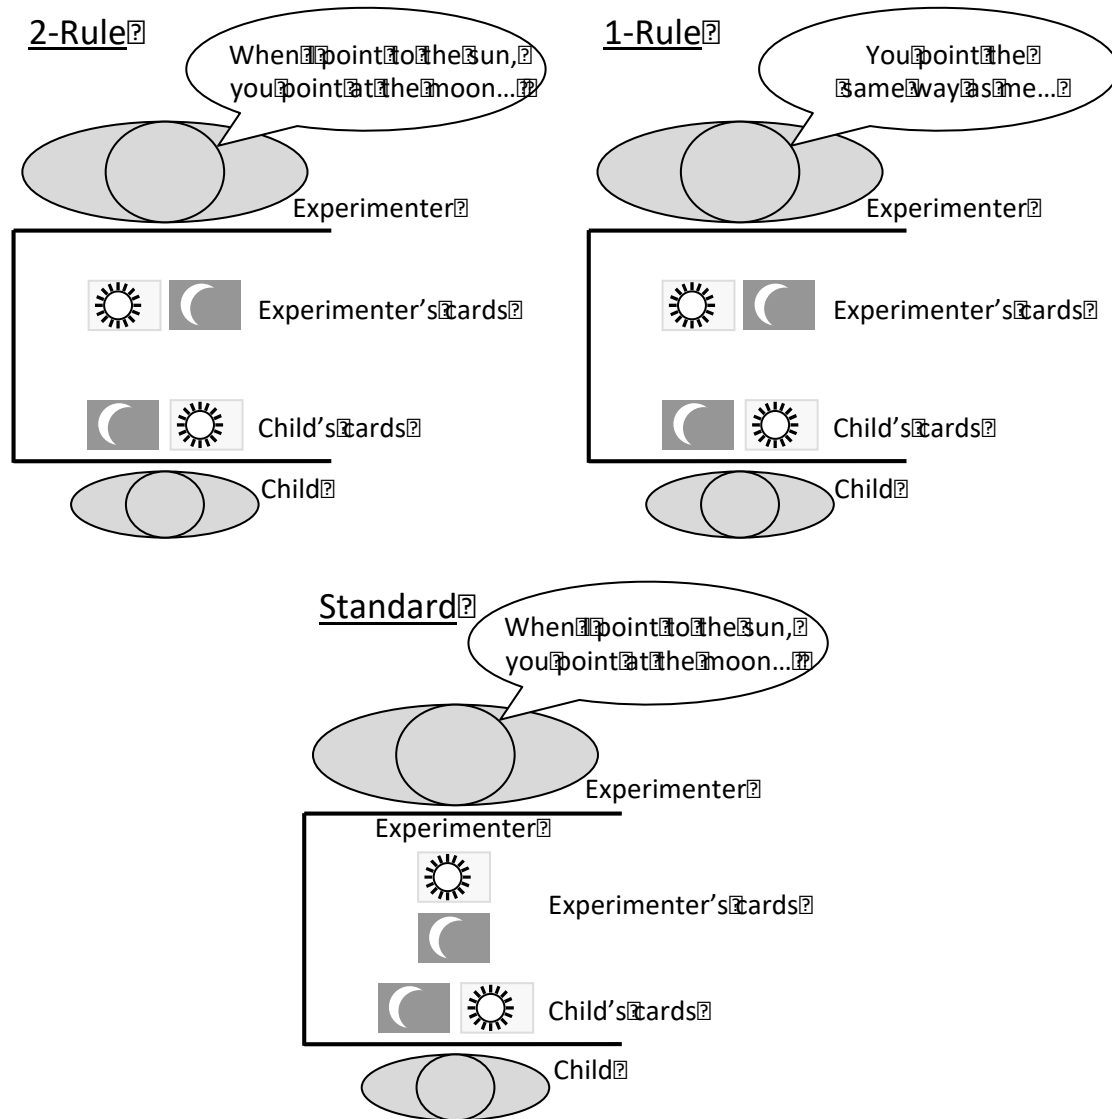 2-Rule
When I point to the sun,
you point at the moon...
Experimenter
Experimenter's cards
Child's cards
Child
1-Rule
You point the
same way as me...
Experimenter
Experimenter's cards
Child's cards
Child
Standard
When I point to the sun,
you point at the moon...
Experimenter
Experimenter
Experimenter's cards
Child's cards
Child